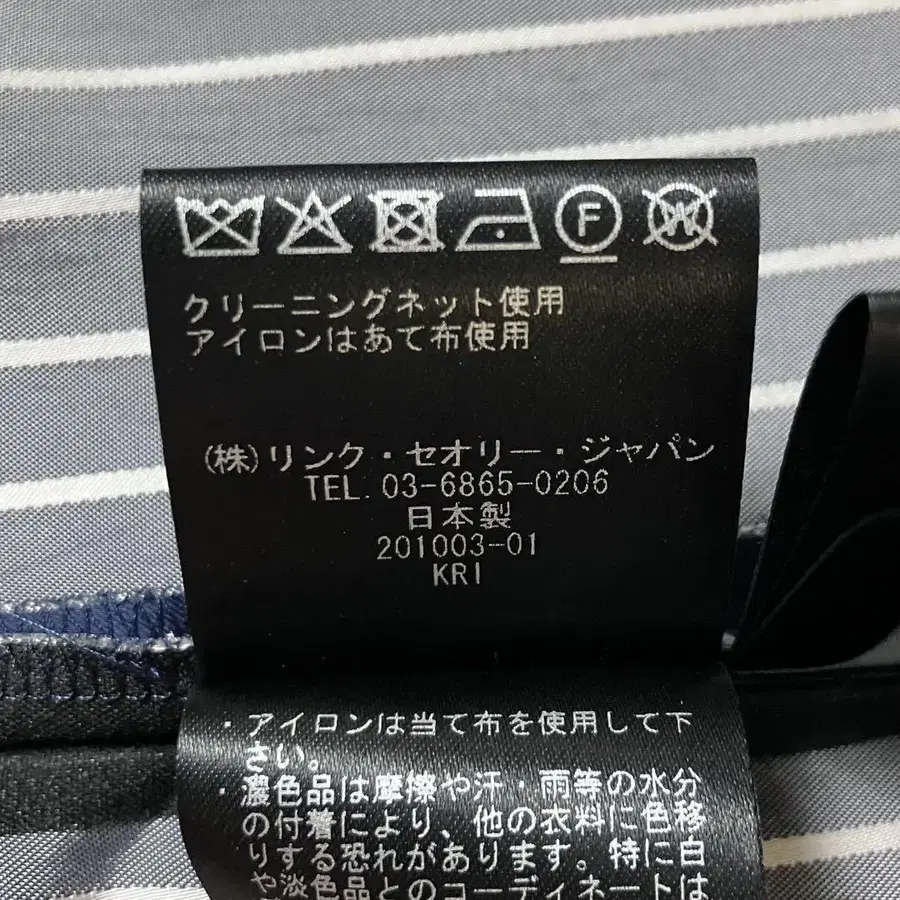 F
W
クリーニングネット使用
アイロンはあて布使用
(株)リンク・セオリー・ジャパン
TEL.03-6865-0206
日本製
201003-01
KRI
・アイロンは当て布を使用して下
さい。
・濃色品は摩擦や汗・雨等の水分
の付着により、他の衣料に色移
りする恐れがあります。特に白
や淡色品とのコーディネートは